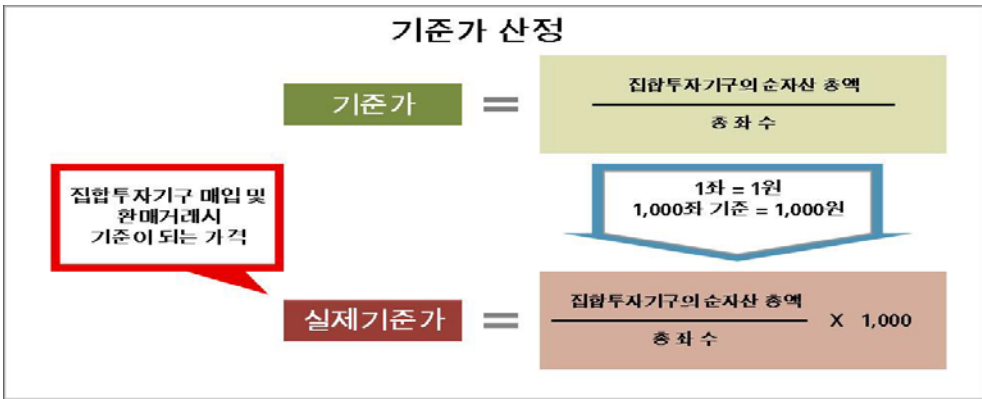 기준가 산정
기준가 = 집합투자기구의 순자산 총액
총 좌 수
집합투자기구 매입 및
환매거래시
기준이 되는 가격
1좌 = 1원
1,000좌 기준 = 1,000원
실제기준가 = 집합투자기구의 순자산 총액
총 좌 수
X 1,000